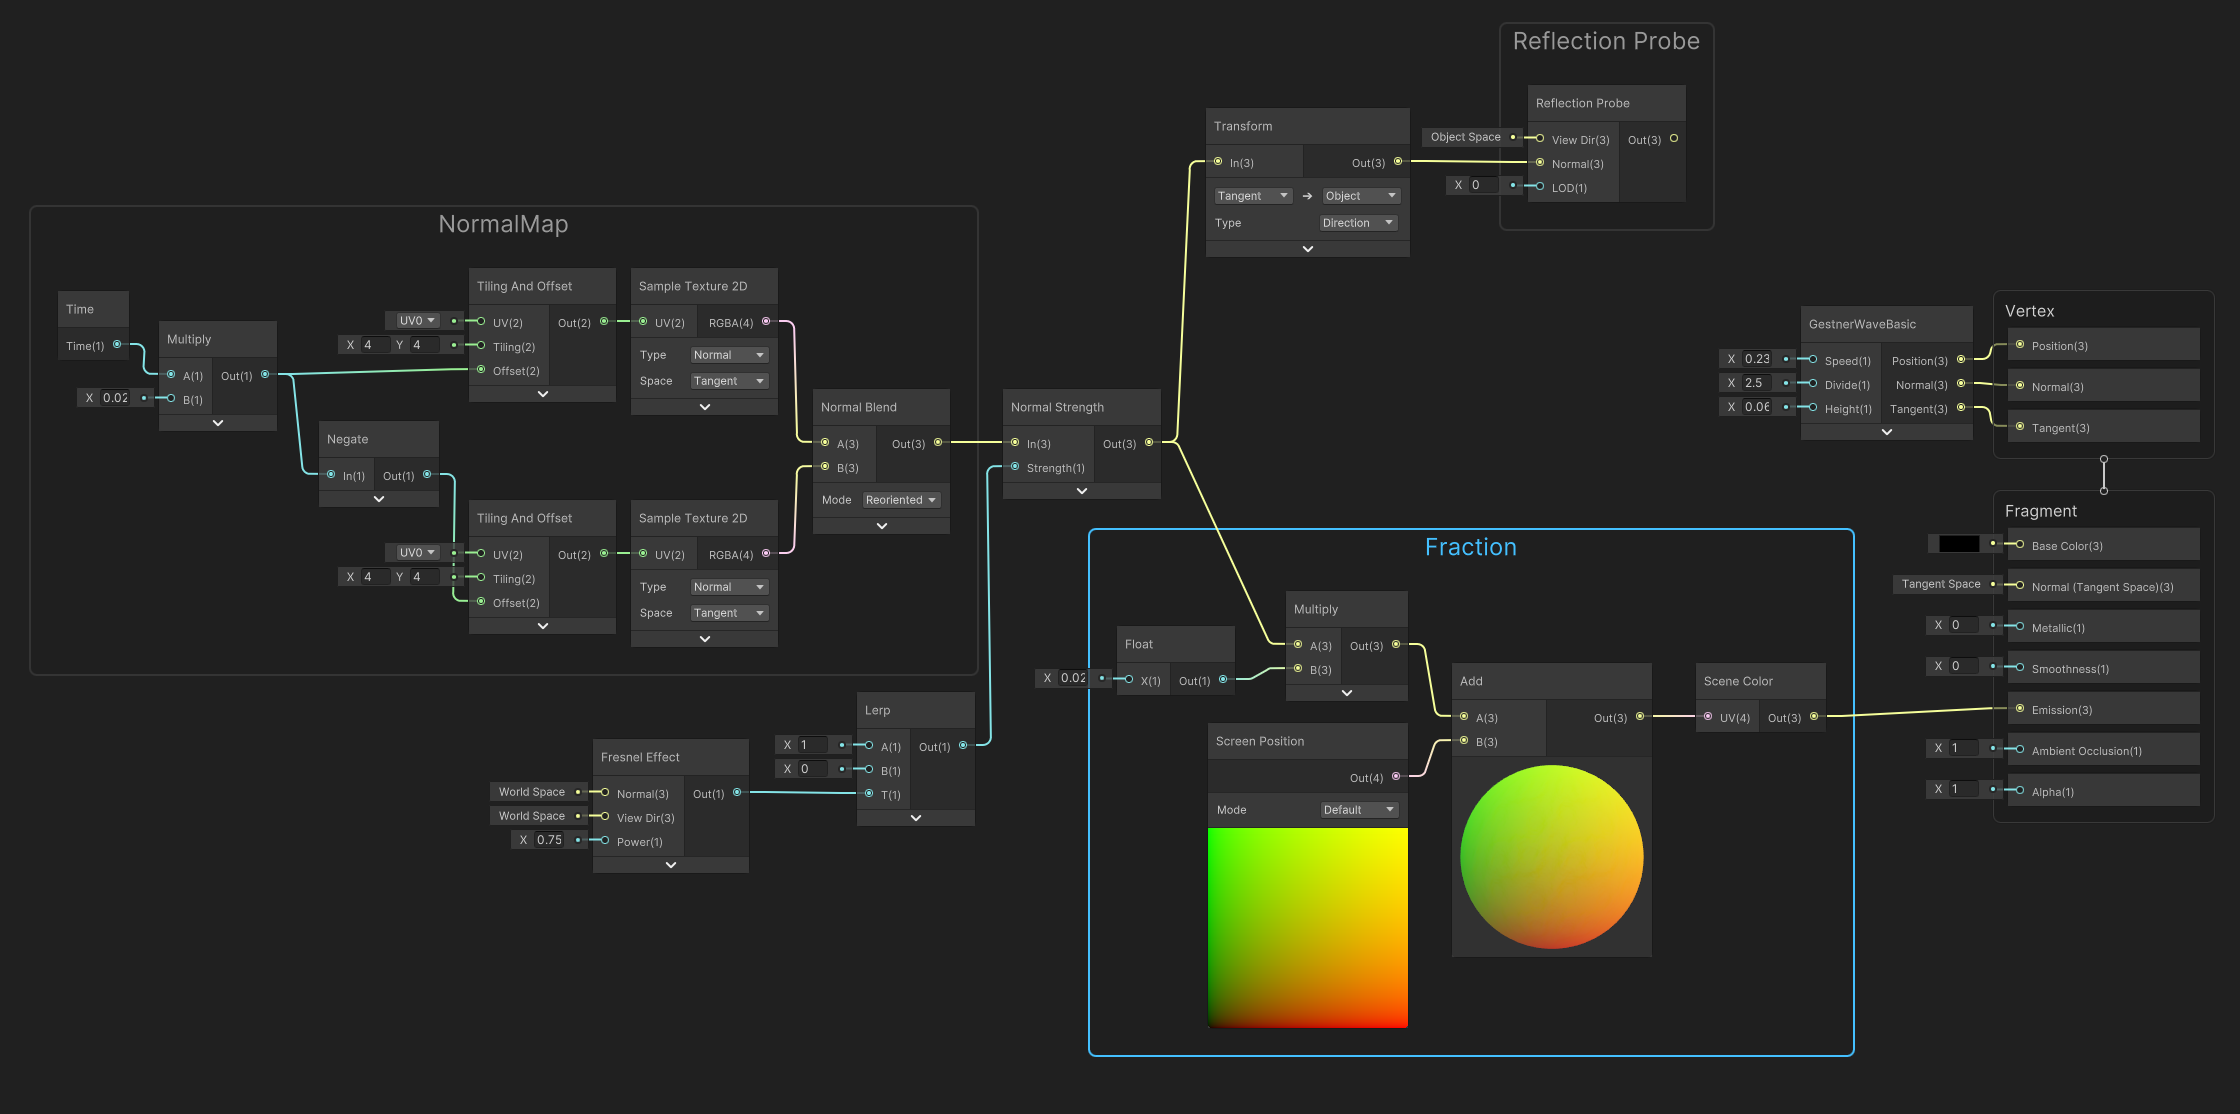 Reflection Probe
Reflection Probe
Object Space
View Dir(3)
Out(3)
Normal(3)
X 0
LOD(1)
Transform
In(3)
Out(3)
Tangent
Object
Type
Direction
NormalMap
Time
Time(1)
Multiply
A(1)
Out(1)
X 0.02
B(1)
Negate
In(1)
Out(1)
Tiling And Offset
UV0
UV(2)
Out(2)
X 4 Y 4
Tiling(2)
Offset(2)
Sample Texture 2D
UV(2)
RGBA(4)
Type
Normal
Space
Tangent
Tiling And Offset
UV0
UV(2)
Out(2)
X 4 Y 4
Tiling(2)
Offset(2)
Sample Texture 2D
UV(2)
RGBA(4)
Type
Normal
Space
Tangent
Normal Blend
A(3)
Out(3)
B(3)
Mode
Reoriented
Normal Strength
In(3)
Out(3)
Strength(1)
Fresnel Effect
World Space
Normal(3)
Out(1)
World Space
View Dir(3)
X 0.75
Power(1)
Lerp
X 1
A(1)
Out(1)
X 0
B(1)
T(1)
Fraction
Float
X 0.02
X(1)
Out(1)
Multiply
A(3)
Out(3)
B(3)
Screen Position
Out(4)
Mode
Default
Add
A(3)
Out(3)
B(3)
Scene Color
UV(4)
Out(3)
GestnerWaveBasic
X 0.23
Speed(1)
Position(3)
X 2.5
Divide(1)
Normal(3)
X 0.06
Height(1)
Tangent(3)
Vertex
Position(3)
Normal(3)
Tangent(3)
Fragment
Base Color(3)
Tangent Space
Normal (Tangent Space)(3)
X 0
Metallic(1)
X 0
Smoothness(1)
Emission(3)
X 1
Ambient Occlusion(1)
X 1
Alpha(1)